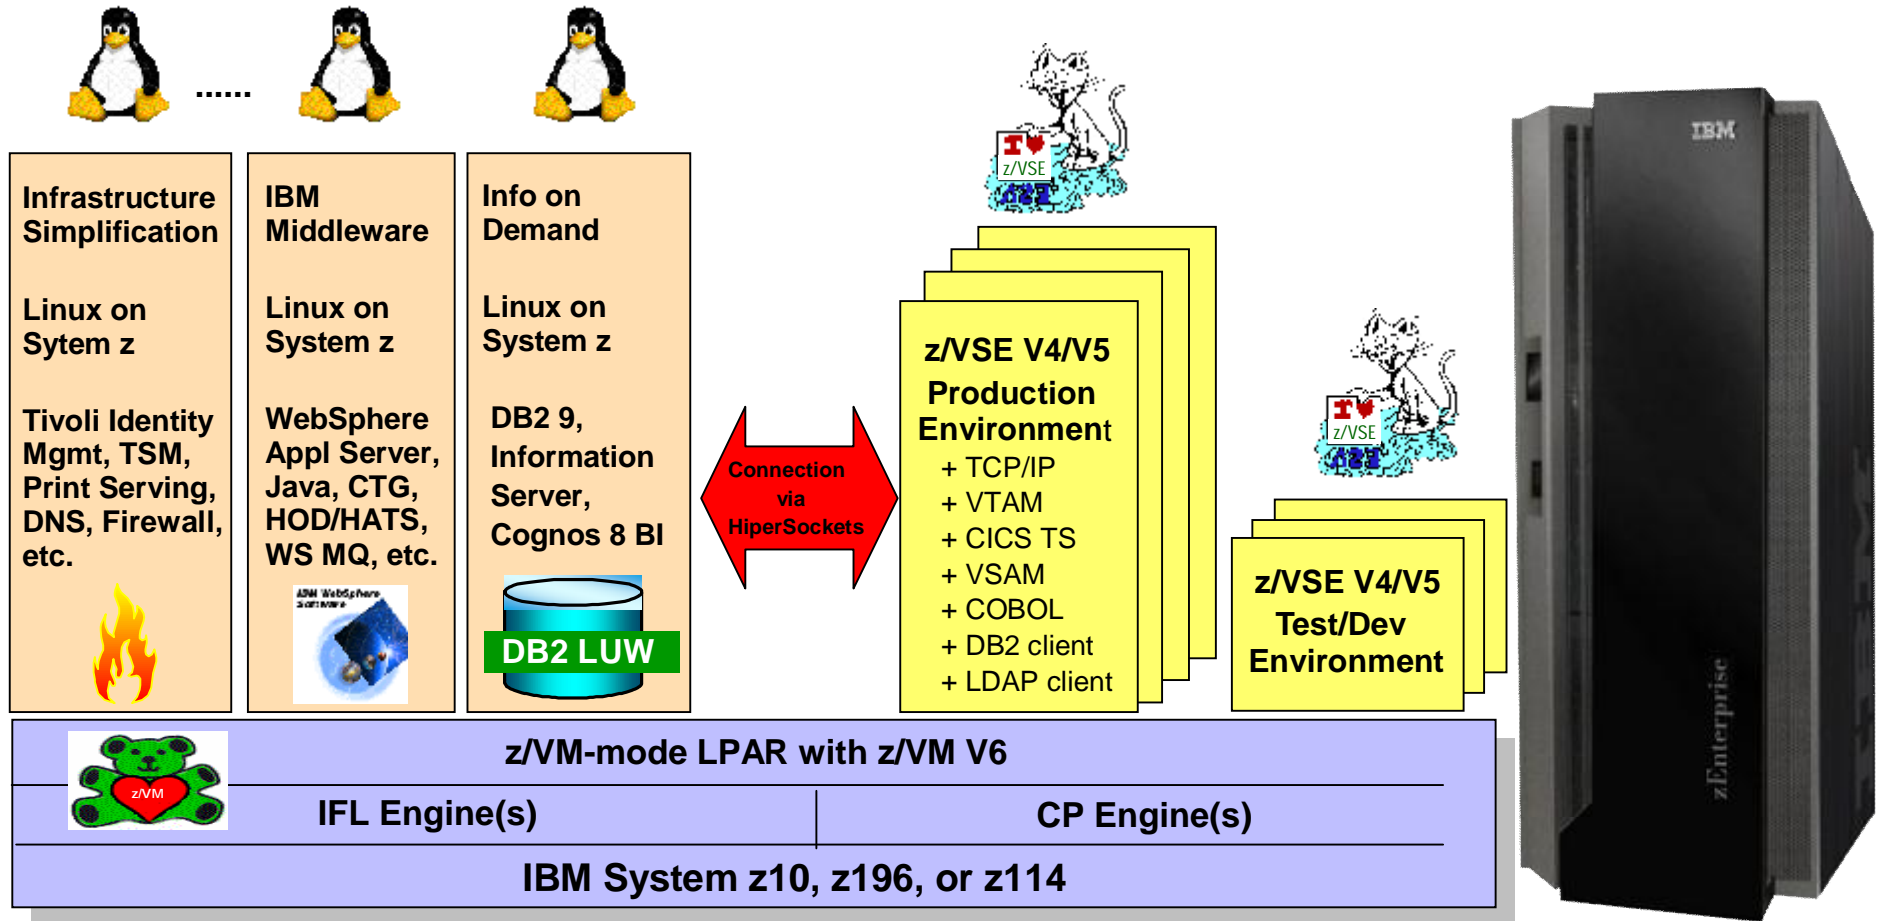 ......
Infrastructure
Simplification
Linux on
Sytem z
Tivoli Identity
Mgmt, TSM,
Print Serving,
DNS, Firewall,
etc.
IBM
Middleware
Linux on
System z
WebSphere
Appl Server,
Java, CTG,
HOD/HATS,
WS MQ, etc.
IBM WebSphere
Software
Info on
Demand
Linux on
System z
DB2 9,
Information
Server,
Cognos 8 BI
DB2 LUW
Connection
via
HiperSockets
I ♥
z/VSE
z/VSE V4/V5
Production
Environment
+ TCP/IP
+ VTAM
+ CICS TS
+ VSAM
+ COBOL
+ DB2 client
+ LDAP client
I ♥
z/VSE
z/VSE V4/V5
Test/Dev
Environment
IBM
zEnterprise
z/VM
z/VM-mode LPAR with z/VM V6
IFL Engine(s)
CP Engine(s)
IBM System z10, z196, or z114